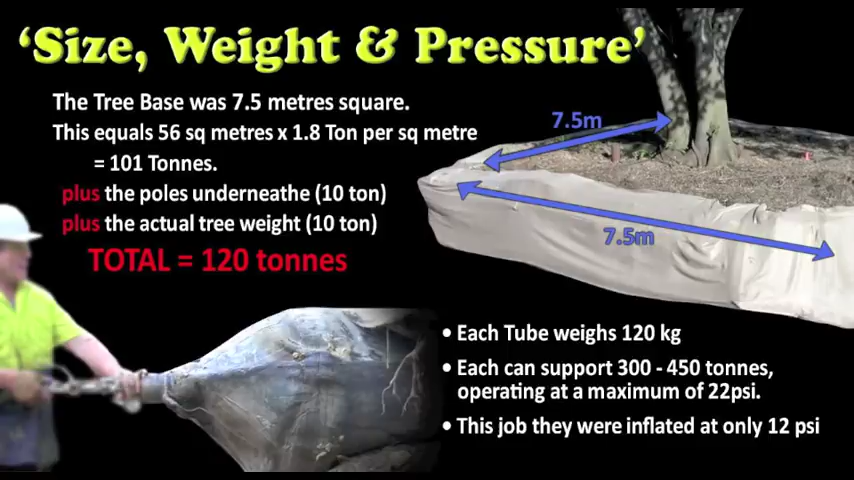 ‘Size, Weight & Pressure’
The Tree Base was 7.5 metres square.
This equals 56 sq metres x 1.8 Ton per sq metre
= 101 Tonnes.
plus the poles underneathe (10 ton)
plus the actual tree weight (10 ton)
TOTAL = 120 tonnes
7.5m
7.5m
• Each Tube weighs 120 kg
• Each can support 300 - 450 tonnes,
operating at a maximum of 22psi.
• This job they were inflated at only 12 psi